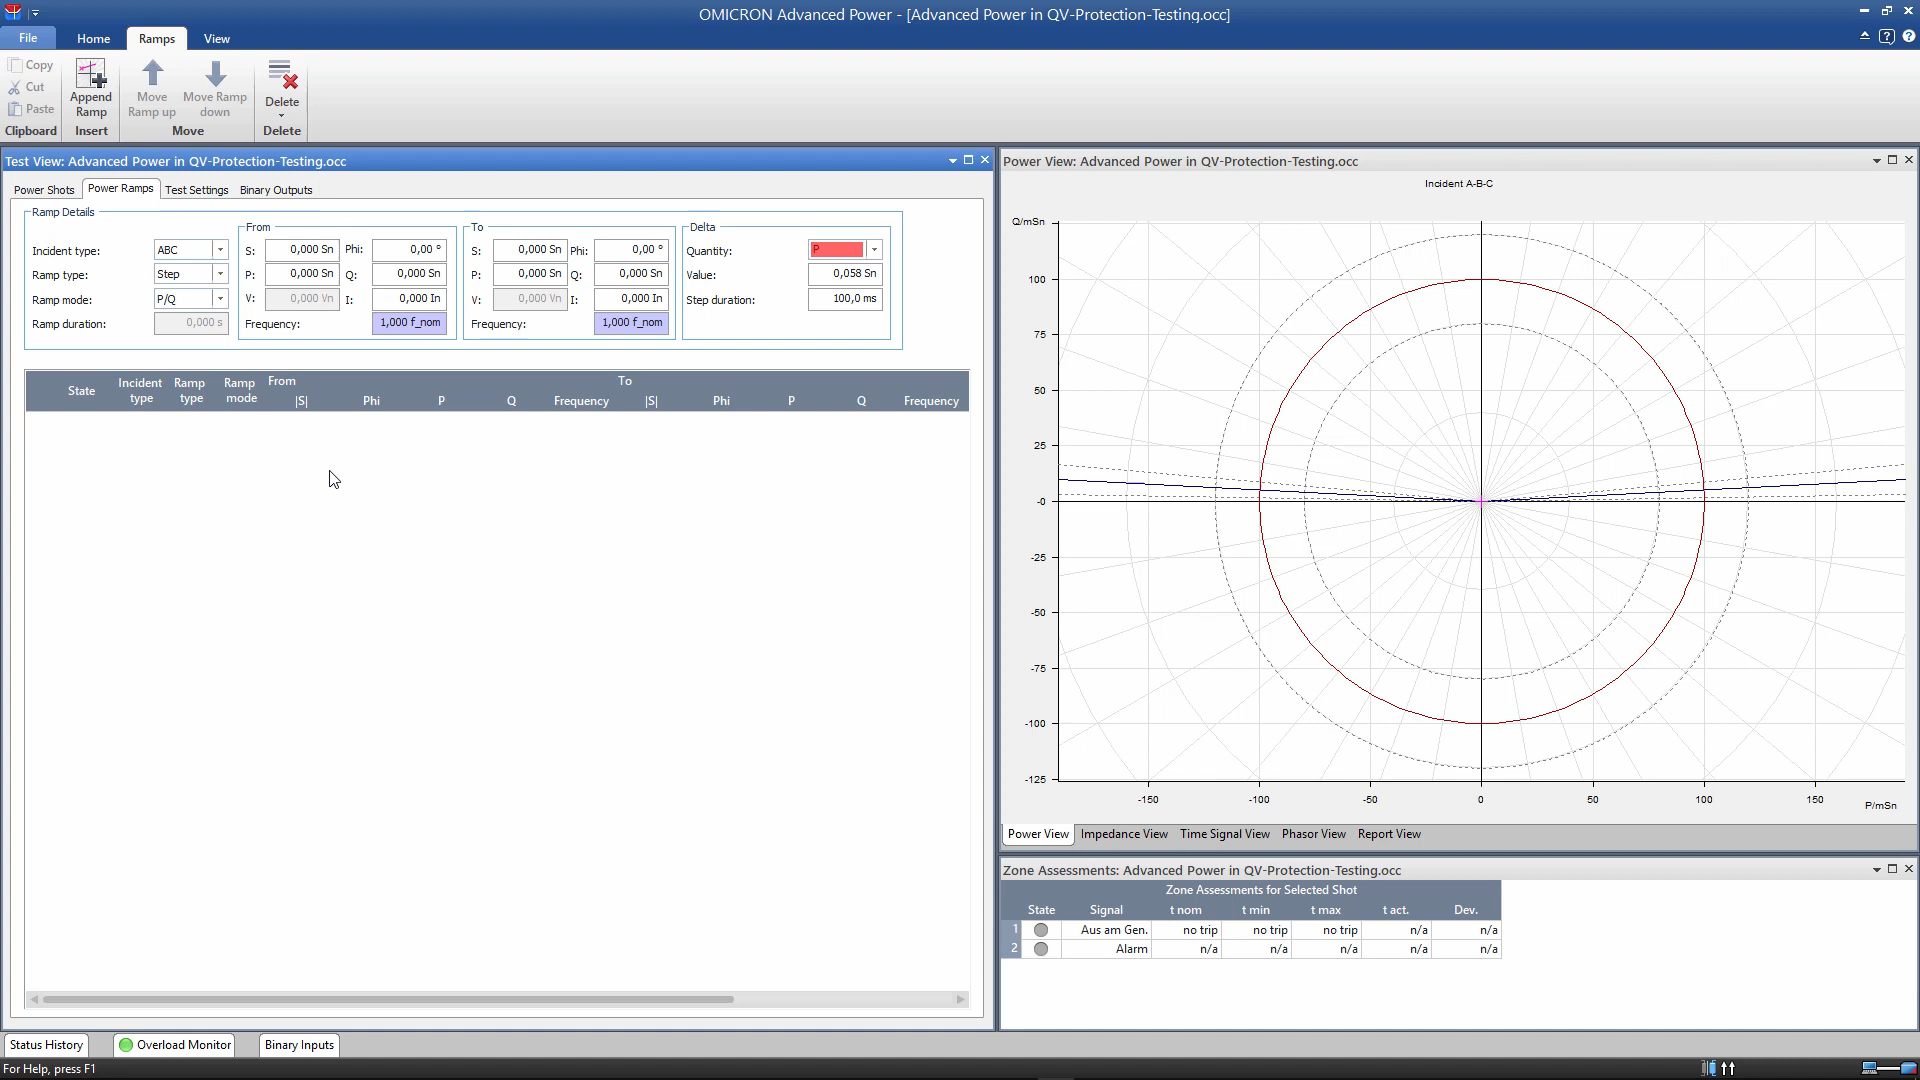 OMICRON Advanced Power - [Advanced Power in QV-Protection-Testing.occ]
File Home Ramps View
Copy
Cut
Paste
Clipboard
Append Ramp
Insert
Move Ramp up
Move Ramp down
Move
Delete
Delete
Test View: Advanced Power in QV-Protection-Testing.occ
Power Shots Power Ramps Test Settings Binary Outputs
Ramp Details
Incident type: ABC
Ramp type: Step
Ramp mode: P/Q
Ramp duration: 0,000 s
From
S: 0,000 Sn Phi: 0,00 °
P: 0,000 Sn Q: 0,000 Sn
V: 0,000 Vn I: 0,000 In
Frequency: 1,000 f_nom
To
S: 0,000 Sn Phi: 0,00 °
P: 0,000 Sn Q: 0,000 Sn
V: 0,000 Vn I: 0,000 In
Frequency: 1,000 f_nom
Delta
Quantity: P
Value: 0,058 Sn
Step duration: 100,0 ms
State Incident type Ramp type Ramp mode From |S| Phi P Q Frequency To |S| Phi P Q Frequency
Power View: Advanced Power in QV-Protection-Testing.occ
Incident A-B-C
Q/mSn
100
75
50
25
-0
-25
-50
-75
-100
-125
-150 -100 -50 0 50 100 150
P/mSn
Power View Impedance View Time Signal View Phasor View Report View
Zone Assessments: Advanced Power in QV-Protection-Testing.occ
Zone Assessments for Selected Shot
State Signal t nom t min t max t act. Dev.
1 Aus am Gen. no trip no trip no trip n/a n/a
2 Alarm n/a n/a n/a n/a n/a
Status History Overload Monitor Binary Inputs
For Help, press F1